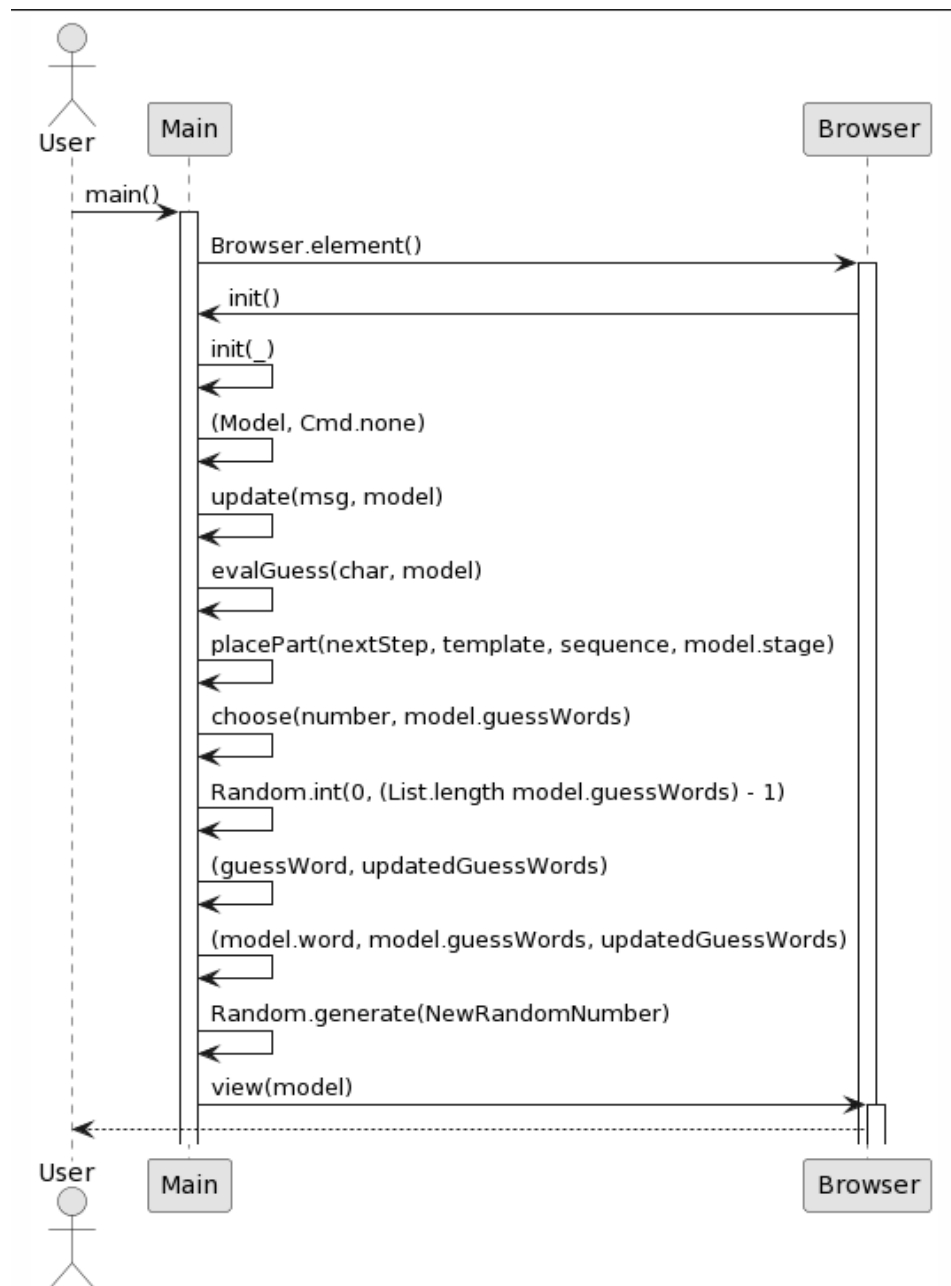 User
Main
Browser
main()
Browser.element()
init()
init(_)
(Model, Cmd.none)
update(msg, model)
evalGuess(char, model)
placePart(nextStep, template, sequence, model.stage)
choose(number, model.guessWords)
Random.int(0, (List.length model.guessWords) - 1)
(guessWord, updatedGuessWords)
(model.word, model.guessWords, updatedGuessWords)
Random.generate(NewRandomNumber)
view(model)
User
Main
Browser